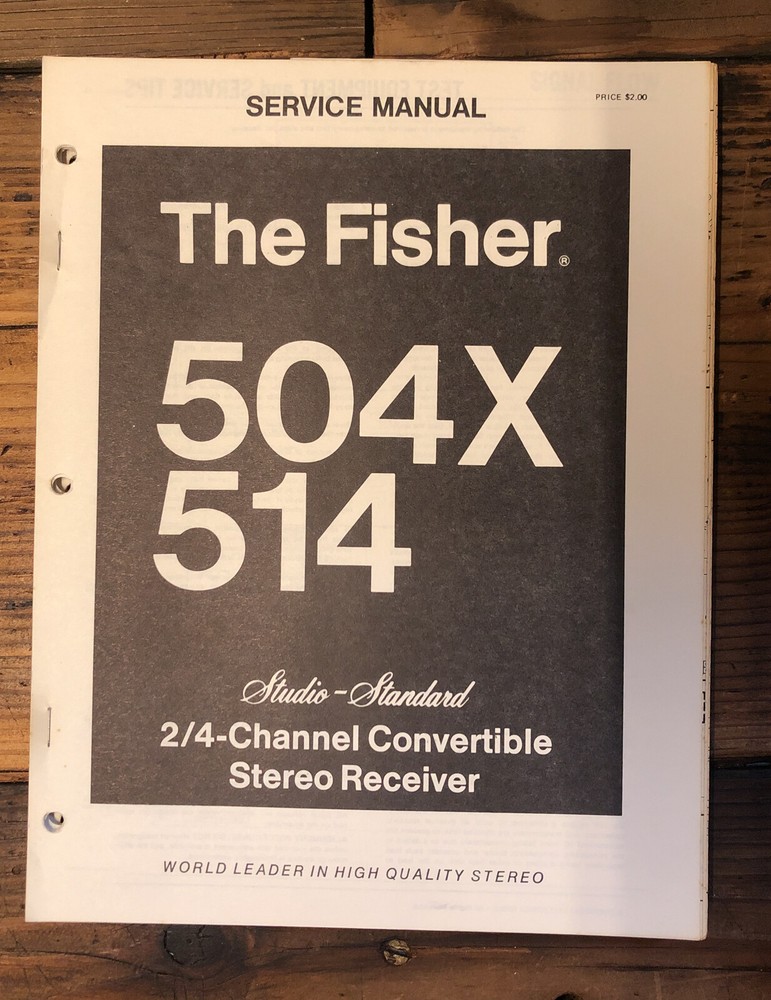 SERVICE MANUAL
PRICE $2.00
The Fisher®
504X
514
Studio-Standard
2/4-Channel Convertible
Stereo Receiver
WORLD LEADER IN HIGH QUALITY STEREO